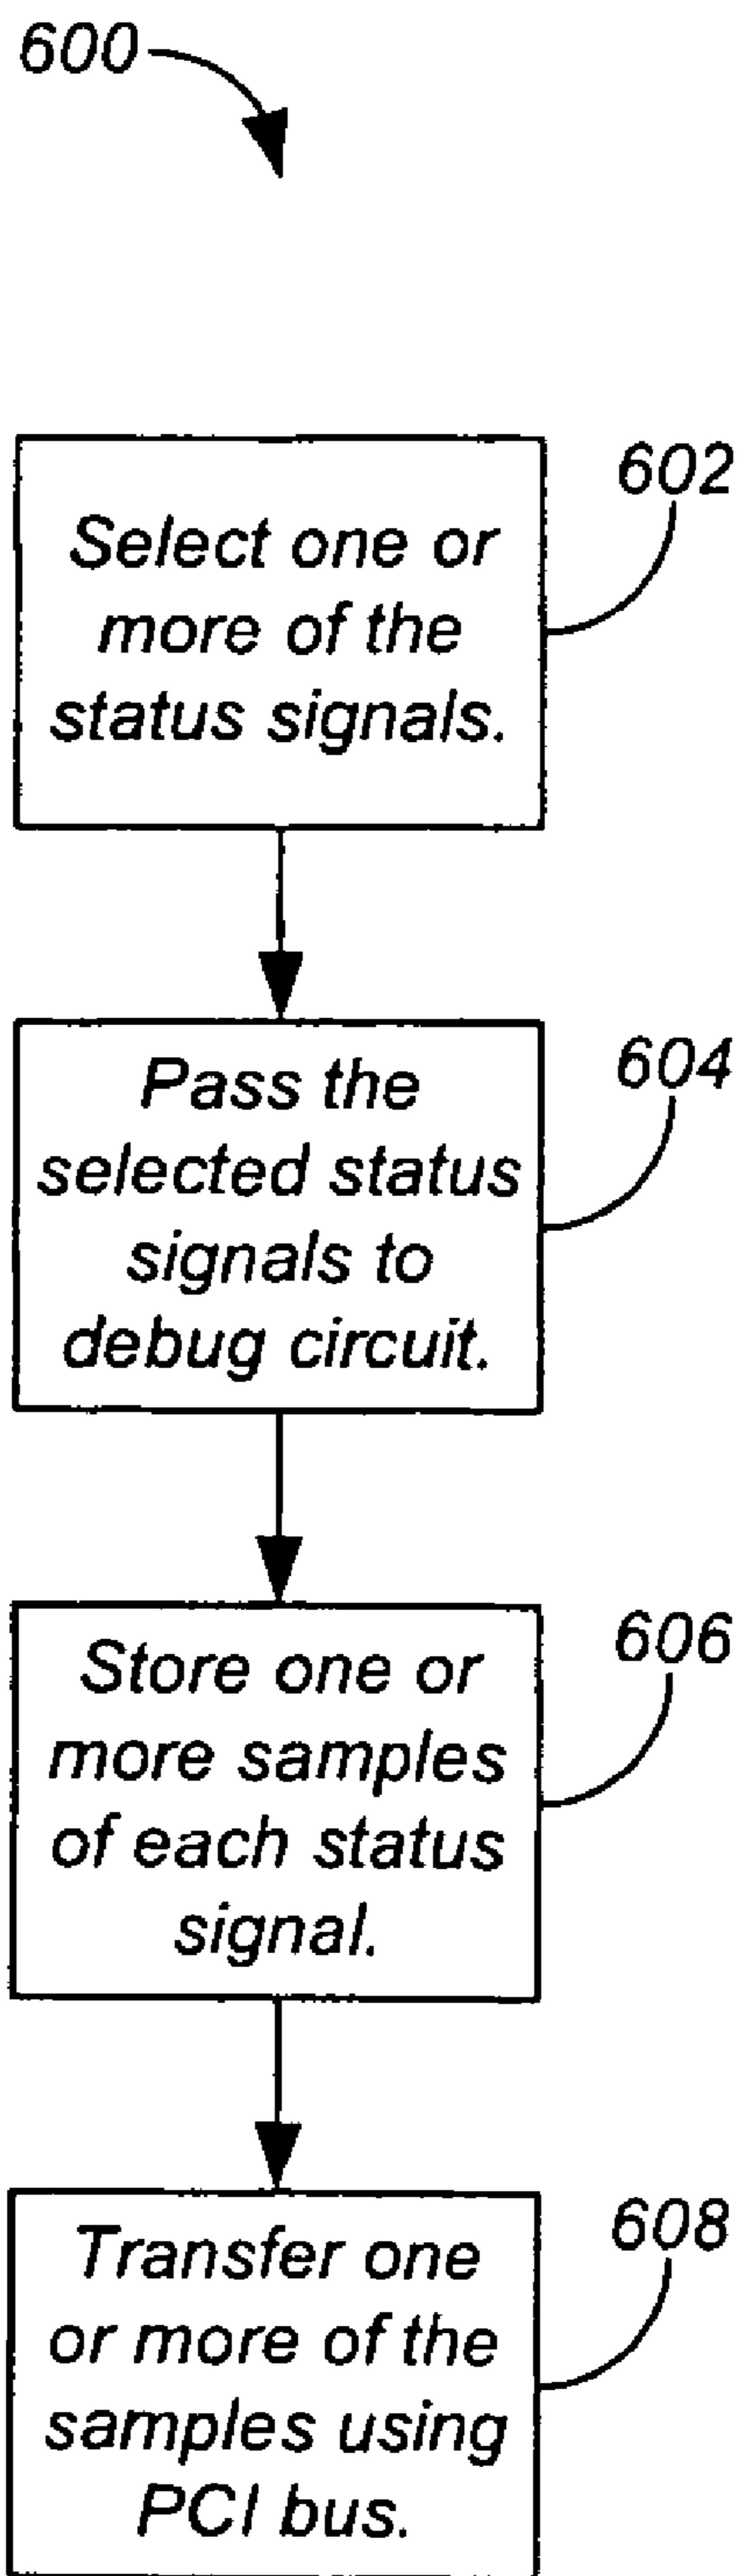 600
602
Select one or
more of the
status signals.
604
Pass the
selected status
signals to
debug circuit.
606
Store one or
more samples
of each status
signal.
608
Transfer one
or more of the
samples using
PCI bus.